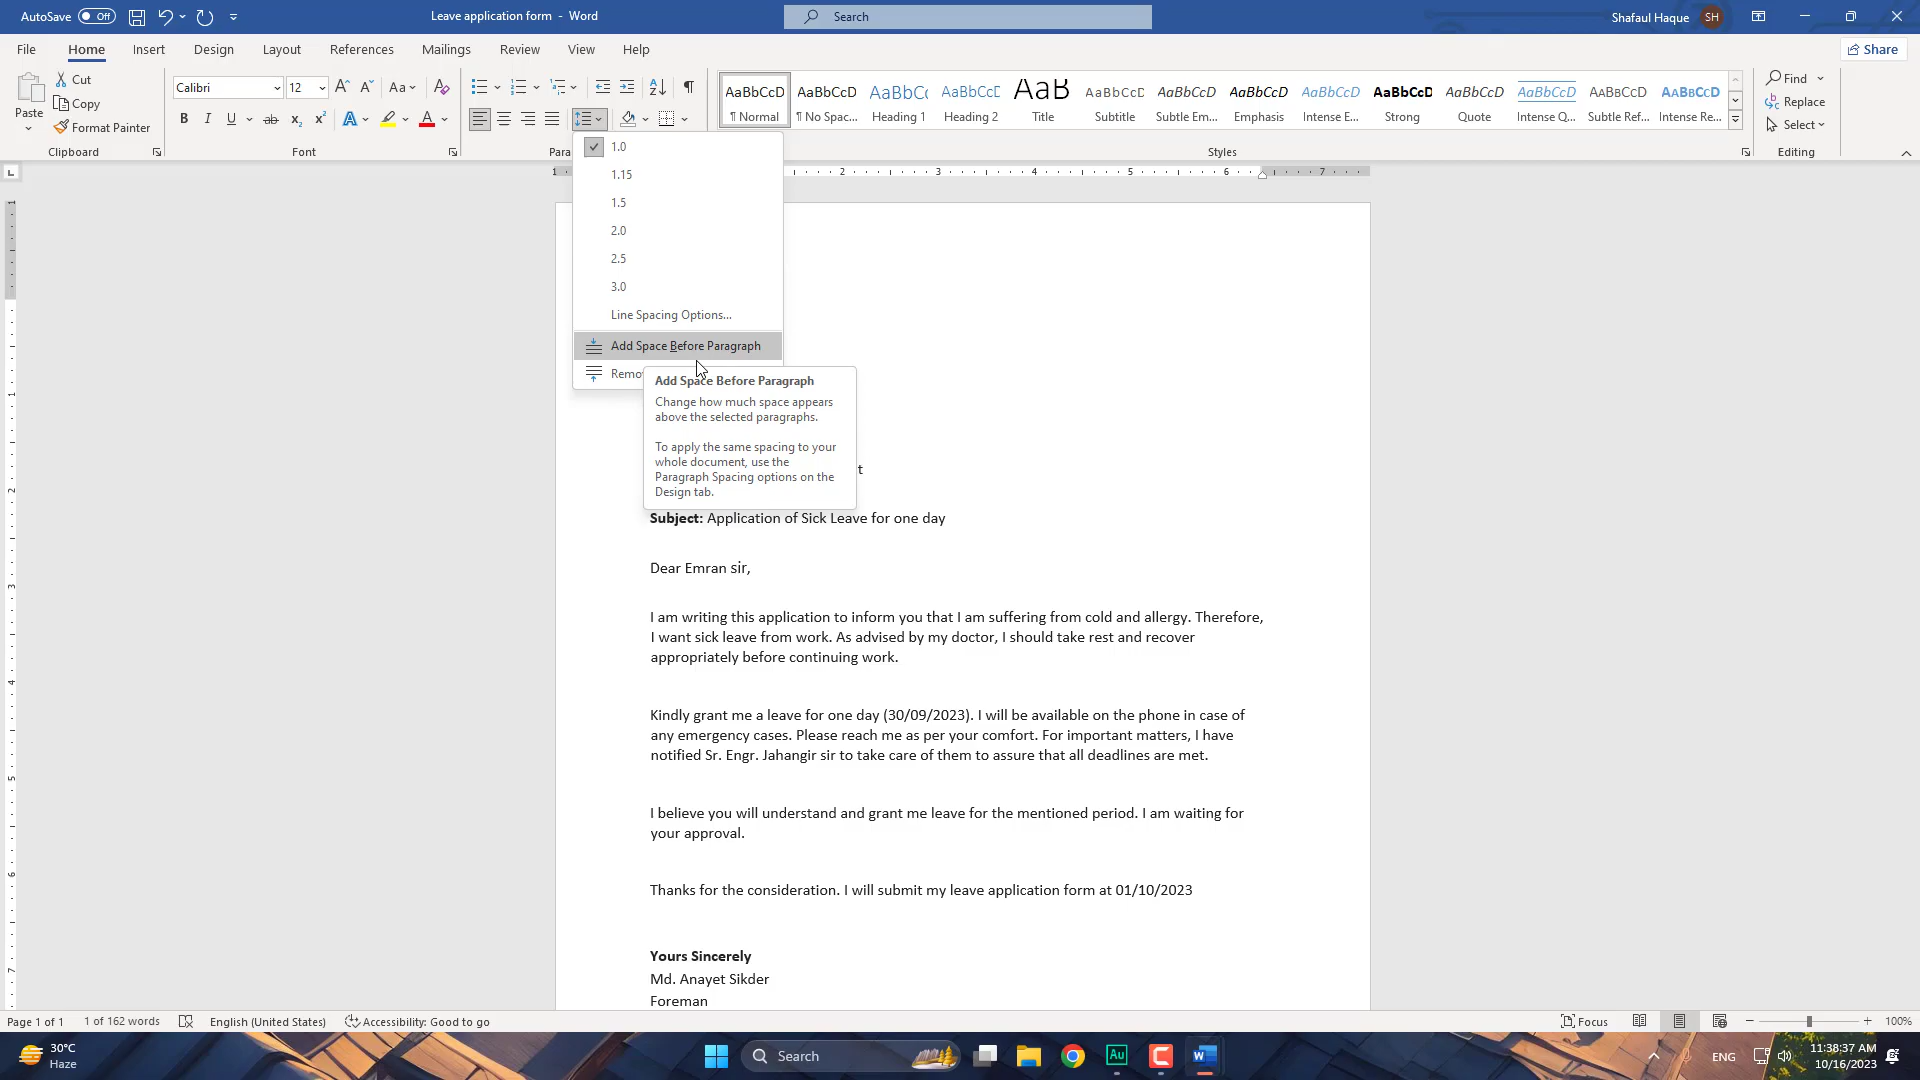 AutoSave Off
Leave application form - Word
Search
Shafaul Haque SH
File Home Insert Design Layout References Mailings Review View Help
Share
Paste
Cut
Copy
Format Painter
Clipboard
Calibri 12
Font
AaBbCcD AaBbCcD AaBbCc AaBbCcD AaB AaBbCcD AaBbCcD AaBbCcD AaBbCcD AaBbCcD AaBbCcD AaBbCcD AaBbCcD AaBbCcD
¶ Normal ¶ No Spac... Heading 1 Heading 2 Title Subtitle Subtle Em... Emphasis Intense E... Strong Quote Intense Q... Subtle Ref... Intense Re...
Styles
Find
Replace
Select
Editing
Para
1.0
1.15
1.5
2.0
2.5
3.0
Line Spacing Options...
Add Space Before Paragraph
Remo
Add Space Before Paragraph
Change how much space appears
above the selected paragraphs.
To apply the same spacing to your
whole document, use the
Paragraph Spacing options on the
Design tab.
t
Subject: Application of Sick Leave for one day
Dear Emran sir,
I am writing this application to inform you that I am suffering from cold and allergy. Therefore,
I want sick leave from work. As advised by my doctor, I should take rest and recover
appropriately before continuing work.
Kindly grant me a leave for one day (30/09/2023). I will be available on the phone in case of
any emergency cases. Please reach me as per your comfort. For important matters, I have
notified Sr. Engr. Jahangir sir to take care of them to assure that all deadlines are met.
I believe you will understand and grant me leave for the mentioned period. I am waiting for
your approval.
Thanks for the consideration. I will submit my leave application form at 01/10/2023
Yours Sincerely
Md. Anayet Sikder
Foreman
Page 1 of 1 1 of 162 words English (United States) Accessibility: Good to go
Focus 100%
30°C
Haze
Search
ENG
11:38:37 AM
10/16/2023